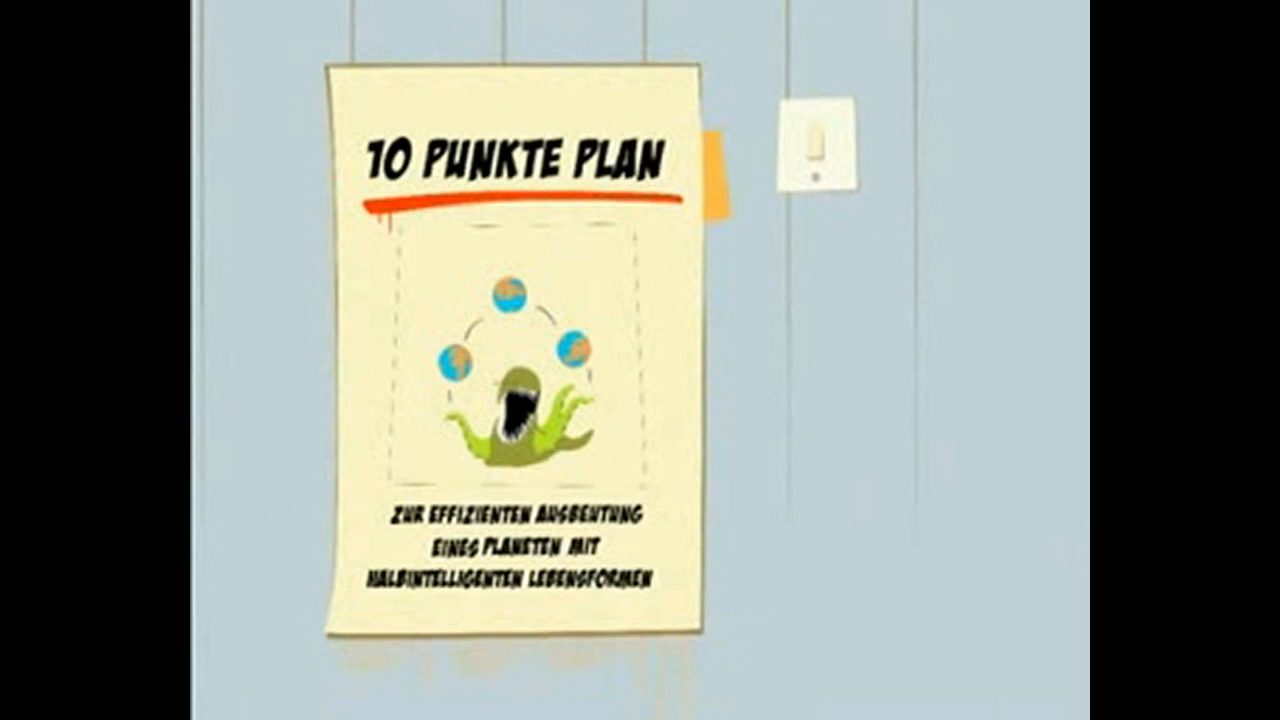 10 PUNKTE PLAN
ZUR EFFIZIENTEN AUSBEUTUNG
EINES PLANETEN MIT
HALBINTELLIGENTEN LEBENSFORMEN